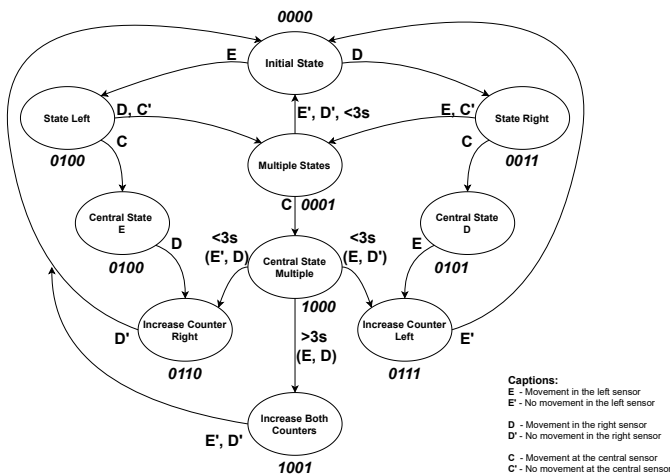 0000
Initial State
E
D
State Left
0100
D, C'
E', D', <3s
E, C'
State Right
0011
C
C
Multiple States
0001
C
Central State
E
0100
D
<3s
(E', D)
Central State
Multiple
1000
<3s
(E, D')
E
Central State
D
0101
D'
Increase Counter
Right
0110
>3s
(E, D)
Increase Counter
Left
0111
E'
E', D'
Increase Both
Counters
1001
Captions:
E - Movement in the left sensor
E' - No movement in the left sensor
D - Movement in the right sensor
D' - No movement in the right sensor
C - Movement at the central sensor
C' - No movement at the central sensor